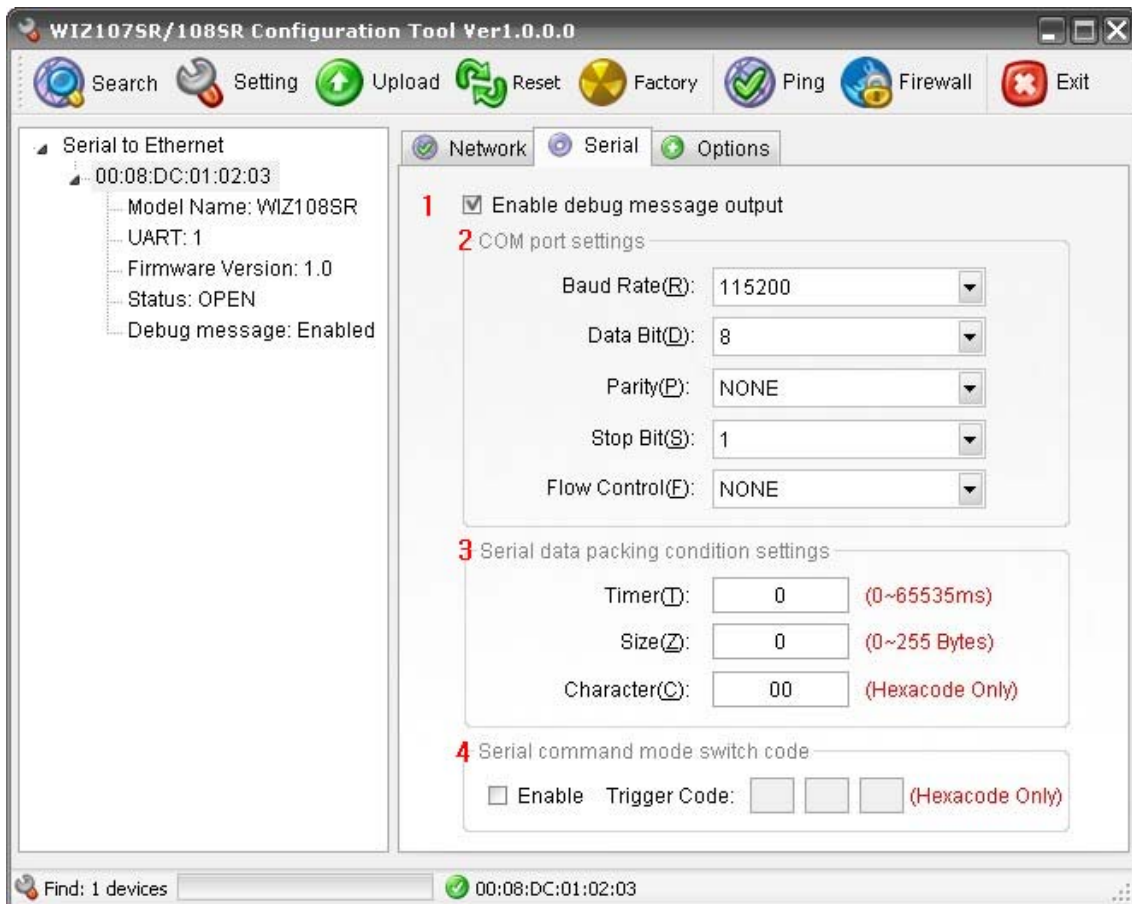 WIZ107SR/108SR Configuration Tool Ver1.0.0.0
Search Setting Upload Reset Factory Ping Firewall Exit
Serial to Ethernet
00:08:DC:01:02:03
Model Name: WIZ108SR
UART: 1
Firmware Version: 1.0
Status: OPEN
Debug message: Enabled
Network Serial Options
1 Enable debug message output
2 COM port settings
Baud Rate(R): 115200
Data Bit(D): 8
Parity(P): NONE
Stop Bit(S): 1
Flow Control(F): NONE
3 Serial data packing condition settings
Timer(T): 0 (0~65535ms)
Size(Z): 0 (0~255 Bytes)
Character(C): 00 (Hexacode Only)
4 Serial command mode switch code
Enable Trigger Code: (Hexacode Only)
Find: 1 devices 00:08:DC:01:02:03